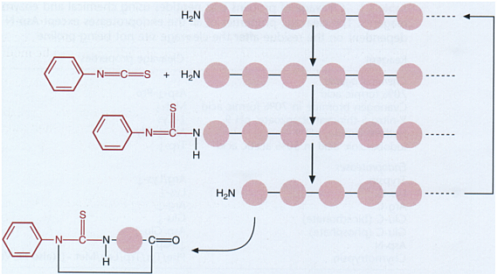 H₂N
N=C=S + H₂N
S
N=C–N
H
H₂N
S
N–C–N C=O
H